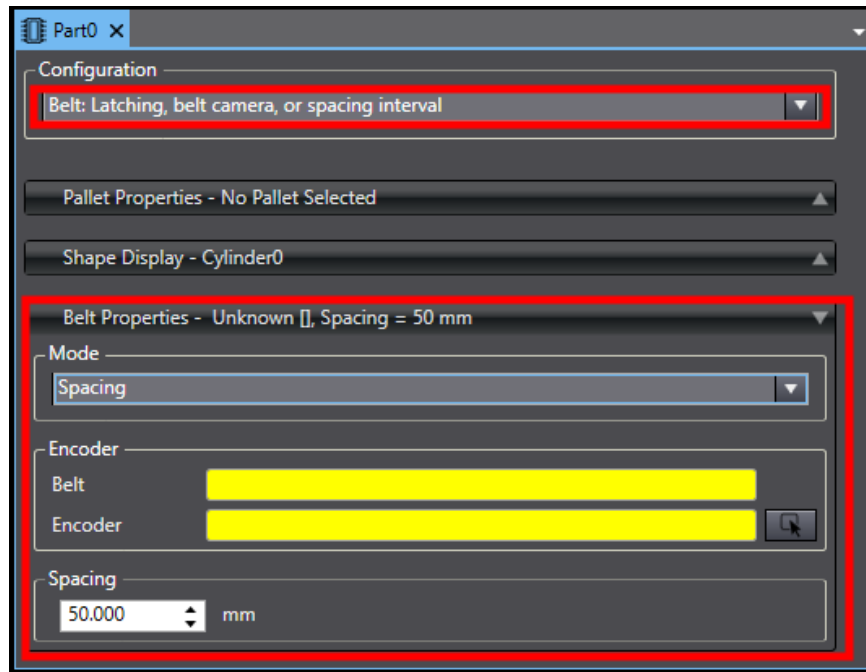 Part0
Configuration
Belt: Latching, belt camera, or spacing interval
Pallet Properties - No Pallet Selected
Shape Display - Cylinder0
Belt Properties -  Unknown [], Spacing = 50 mm
Mode
Spacing
Encoder
Belt
Encoder
Spacing
50.000 mm